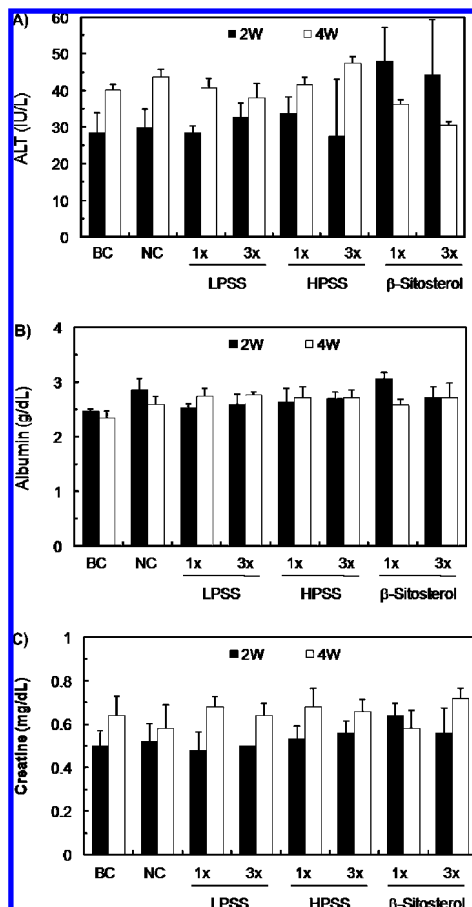 A)
60
2W 4W
50
40
30
20
10
0
ALT (IU/L)
BC NC 1x 3x 1x 3x 1x 3x
LPSS HPSS β-Sitosterol
B)
4
2W 4W
3
2
1
0
Albumin (g/dL)
BC NC 1x 3x 1x 3x 1x 3x
LPSS HPSS β-Sitosterol
C)
1
2W 4W
0.8
0.6
0.4
0.2
0
Creatine (mg/dL)
BC NC 1x 3x 1x 3x 1x 3x
LPSS HPSS β-Sitosterol